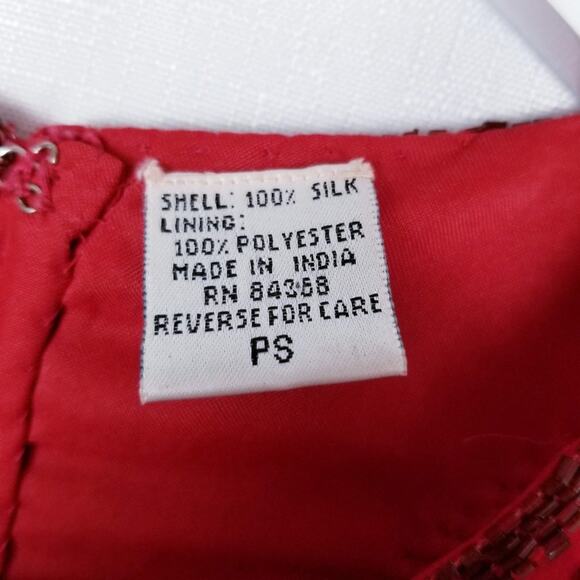 SHELL: 100% SILK
LINING:
100% POLYESTER
MADE IN INDIA
RN 84368
REVERSE FOR CARE
PS